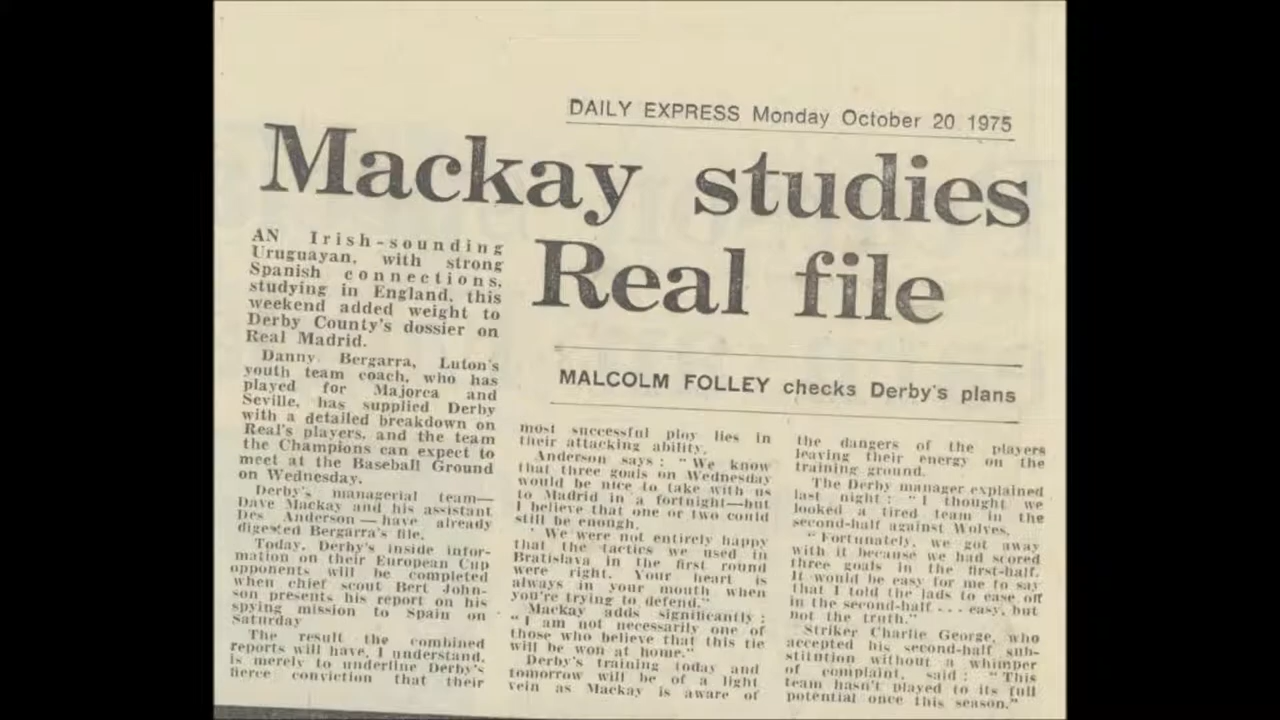 DAILY EXPRESS Monday October 20 1975
Mackay studies
Real file
MALCOLM FOLLEY checks Derby's plans
AN Irish-sounding
Uruguayan, with strong
Spanish connections,
studying in England, this
weekend added weight to
Derby County's dossier on
Real Madrid.
Danny Bergarra, Luton's
youth team coach, who has
played for Majorca and
Seville, has supplied Derby
with a detailed breakdown on
Real's players, and the team
the Champions can expect to
meet at the Baseball Ground
on Wednesday.
Derby's managerial team—
Dave Mackay and his assistant
Des Anderson—have already
digested Bergarra's file.
Today, Derby's inside infor-
mation on their European Cup
opponents will be completed
when chief scout Bert John-
son presents his report on his
spying mission to Spain on
Saturday
The result the combined
reports will have, I understand,
is merely to underline Derby's
fierce conviction that their
most successful ploy lies in
their attacking ability.
Anderson says: "We know
that three goals on Wednesday
would be nice to take with us
to Madrid in a fortnight—but
I believe that one or two could
still be enough.
"We were not entirely happy
that the tactics we used in
Bratislava in the first round
were right. Your heart is
always in your mouth when
you're trying to defend."
Mackay adds significantly:
"I am not necessarily one of
those who believe that this tie
will be won at home."
Derby's training today and
tomorrow will be of a light
vein as Mackay is aware of
the dangers of the players
leaving their energy on the
training ground.
The Derby manager explained
last night: "I thought we
looked a tired team in the
second-half against Wolves.
"Fortunately, we got away
with it because we had scored
three goals in the first-half.
It would be easy for me to say
that I told the lads to ease off
in the second-half . . . easy, but
not the truth."
Striker Charlie George, who
accepted his second-half sub-
stitution without a whimper
of complaint, said: "This
team hasn't played to its full
potential once this season."